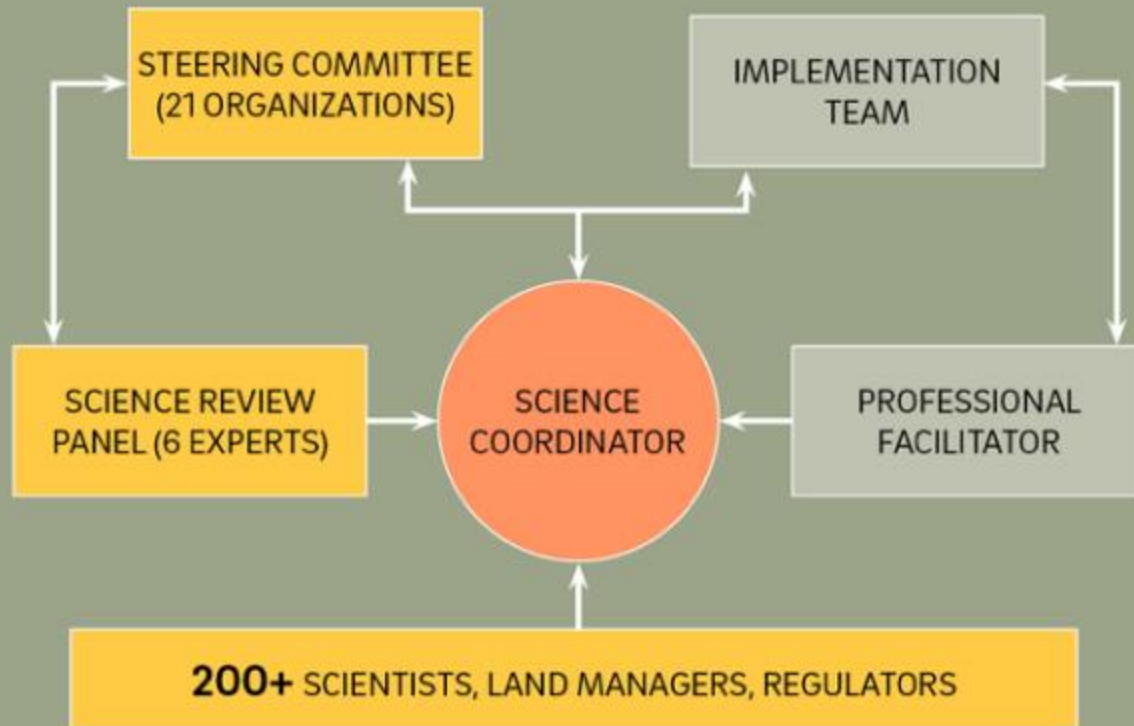 STEERING COMMITTEE
(21 ORGANIZATIONS)
IMPLEMENTATION
TEAM
SCIENCE REVIEW
PANEL (6 EXPERTS)
SCIENCE
COORDINATOR
PROFESSIONAL
FACILITATOR
200+ SCIENTISTS, LAND MANAGERS, REGULATORS